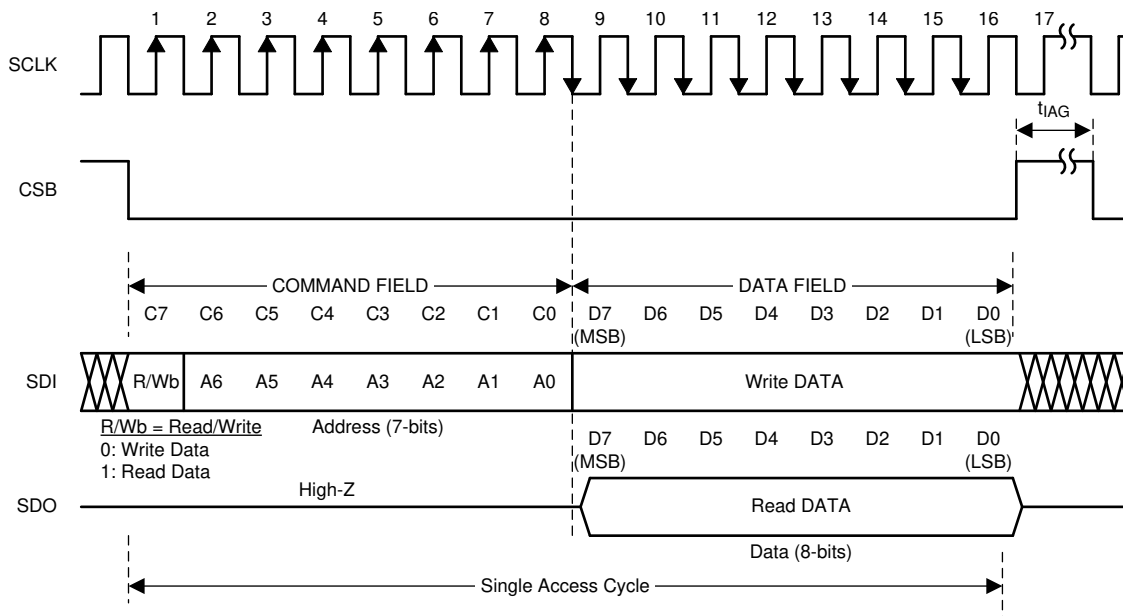 1 2 3 4 5 6 7 8 9 10 11 12 13 14 15 16 17
SCLK
tIAG
CSB
COMMAND FIELD DATA FIELD
C7 C6 C5 C4 C3 C2 C1 C0 D7 D6 D5 D4 D3 D2 D1 D0
(MSB) (LSB)
SDI R/Wb A6 A5 A4 A3 A2 A1 A0 Write DATA
R/Wb = Read/Write Address (7-bits)
0: Write Data
1: Read Data
D7 D6 D5 D4 D3 D2 D1 D0
(MSB) (LSB)
High-Z
SDO Read DATA
Data (8-bits)
Single Access Cycle